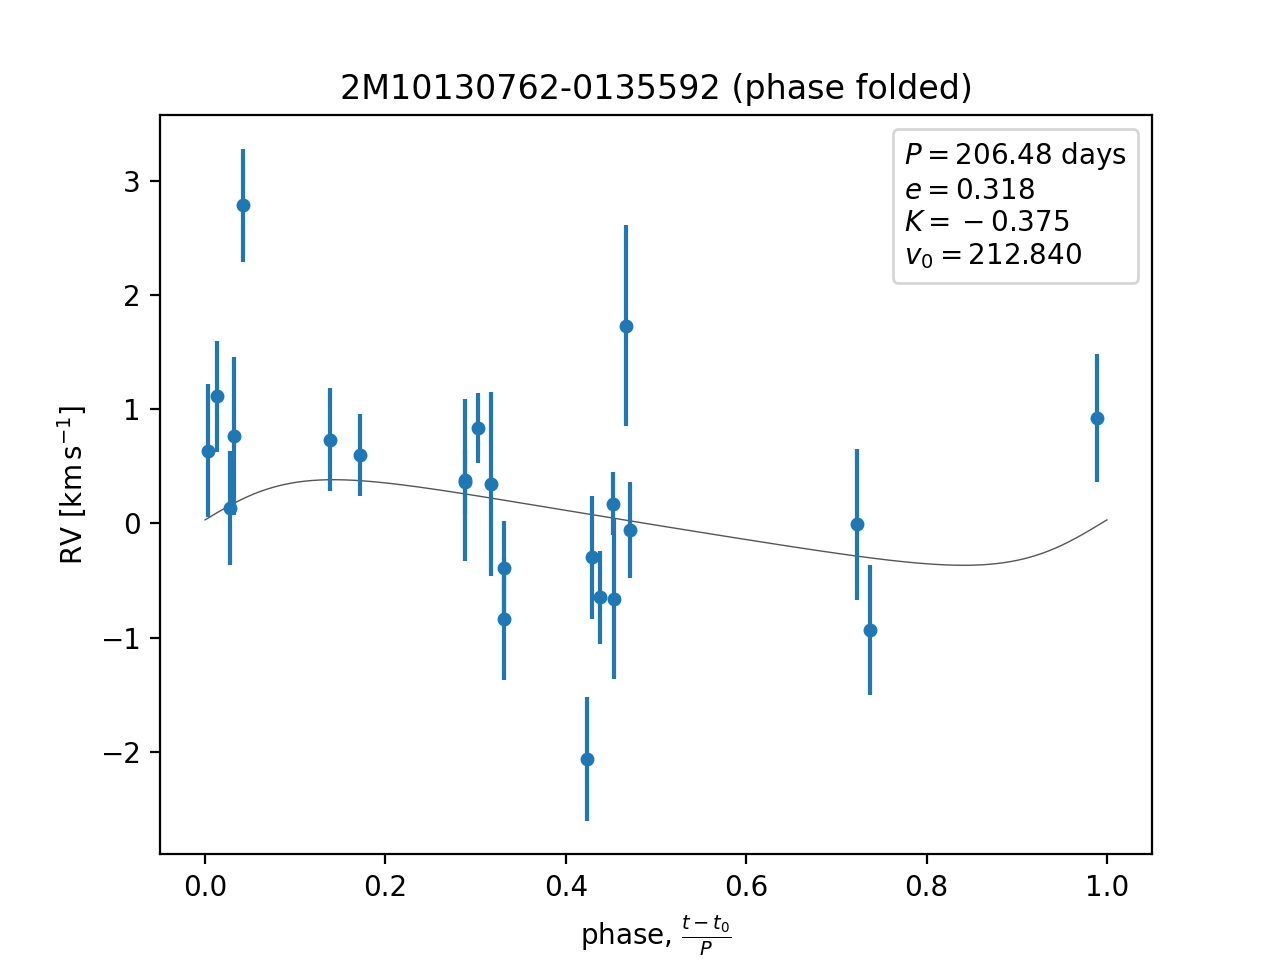 2M10130762-0135592 (phase folded)
P = 206.48 days
e = 0.318
K = −0.375
v₀ = 212.840
RV [km s⁻¹]
3
2
1
0
−1
−2
0.0 0.2 0.4 0.6 0.8 1.0
phase, (t − t₀)/P